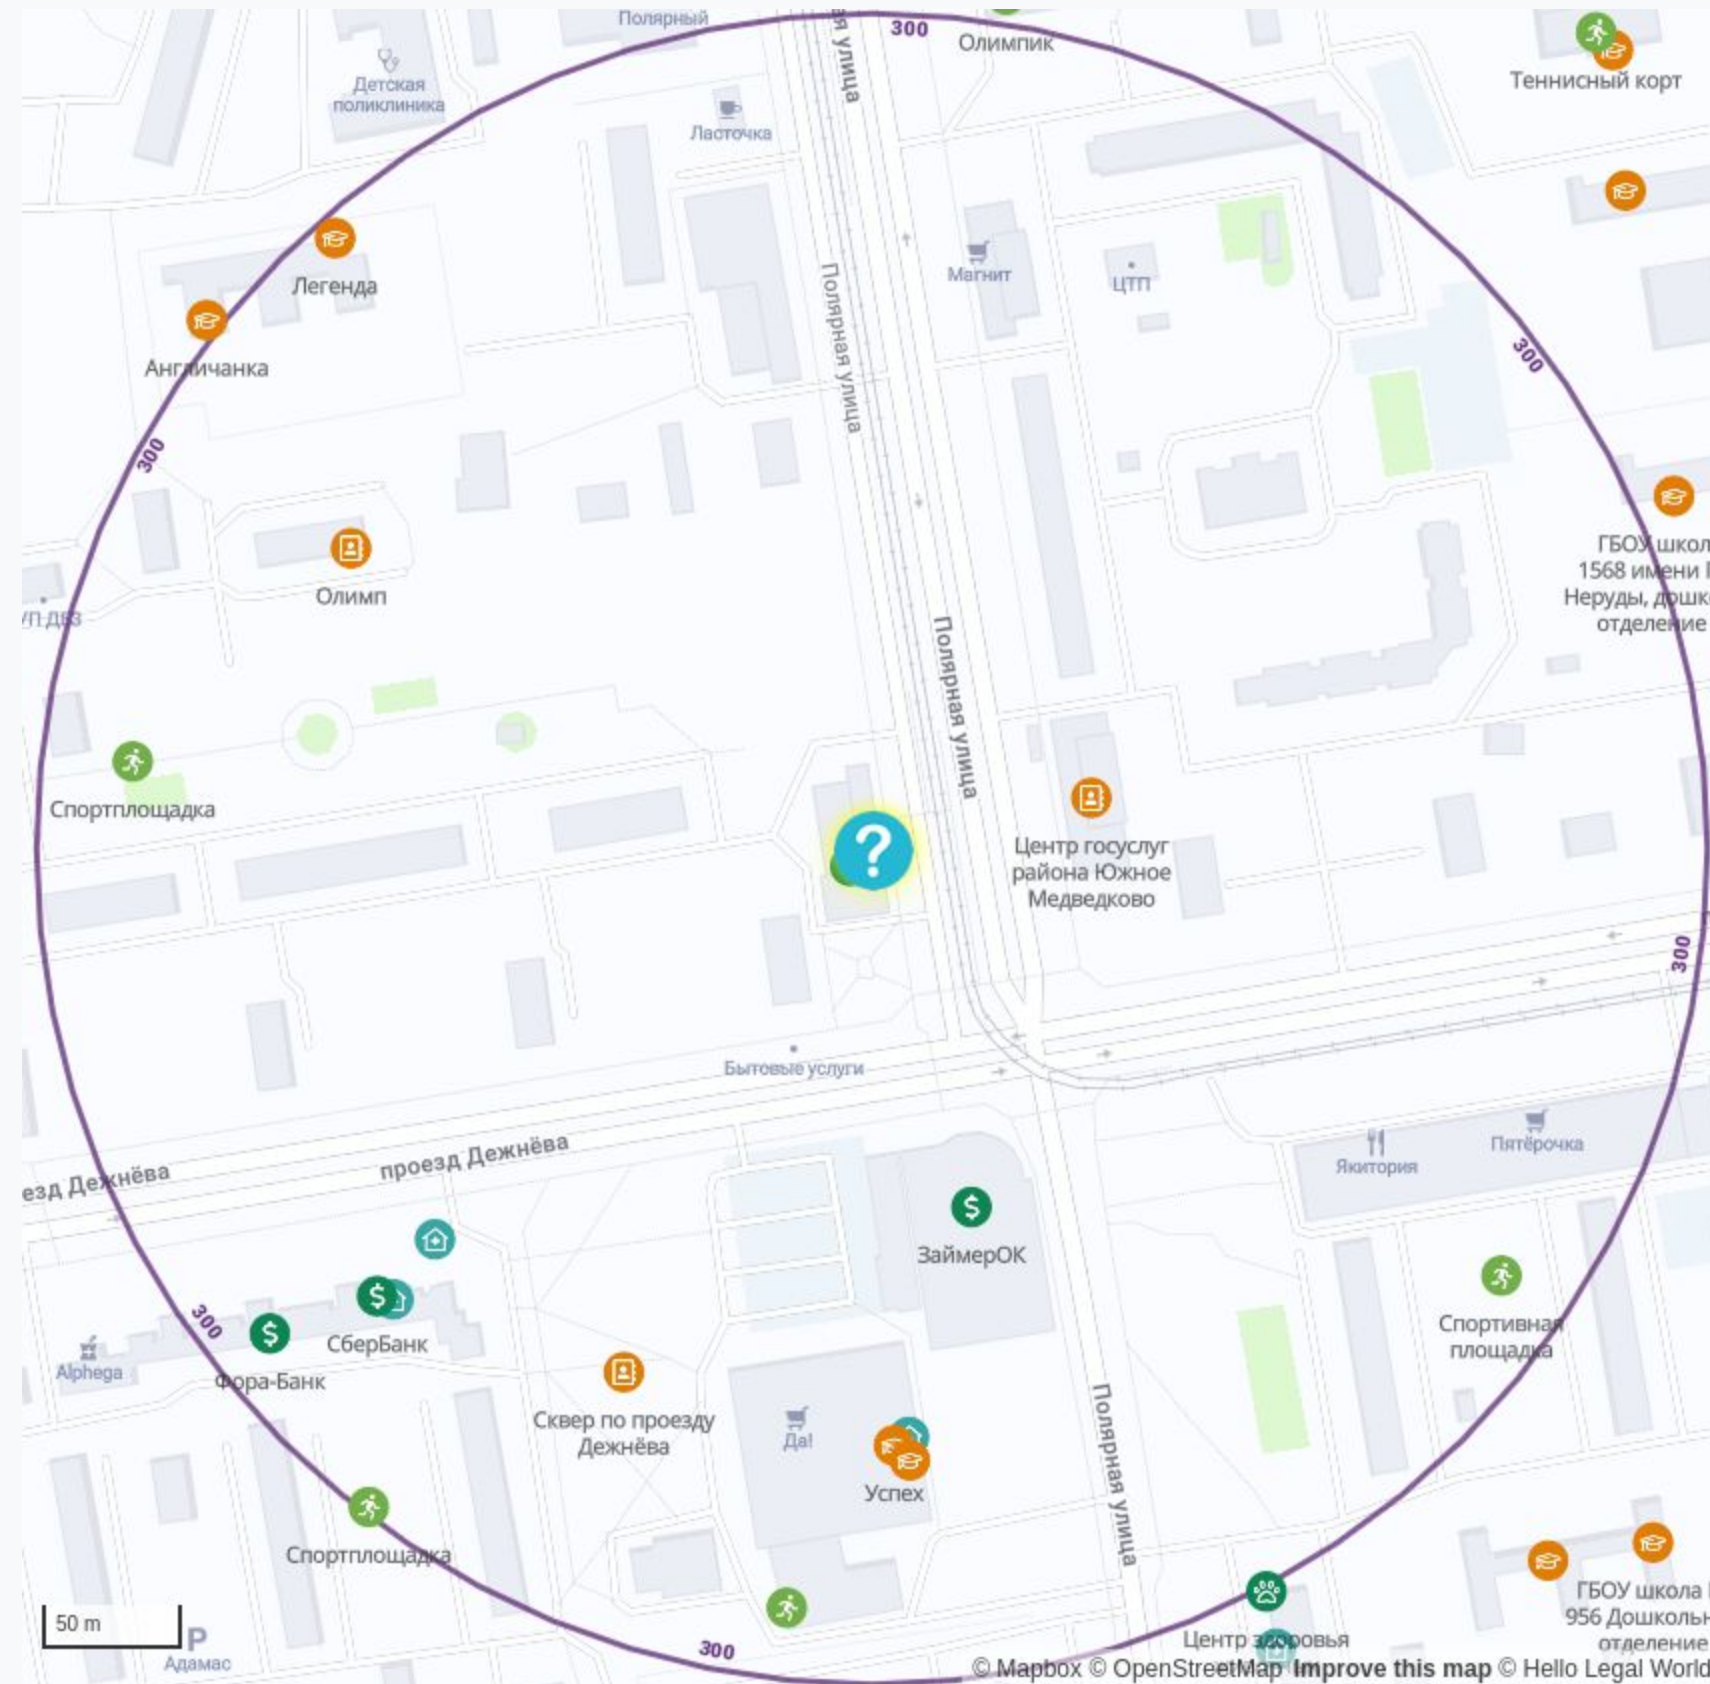 Полярный
ая улица
300
Олимпик
Теннисный корт
Детская
поликлиника
Ласточка
Магнит
ЦТП
Легенда
Полярная улица
Англичанка
300
300
ГБОУ школ
1568 имени
Неруды, дошк
отделение
Олимп
Полярная улица
Спортплощадка
?
Центр госуслуг
района Южное
Медведково
300
Бытовые услуги
проезд Дежнёва
езд Дежнёва
Якитория
Пятёрочка
$
ЗаймерОК
300
$
$
СберБанк
Фора-Банк
Alphega
Спортивная
площадка
Сквер по проезду
Дежнёва
Да!
Успех
Полярная улица
Спортплощадка
50 m
P
Адамас
300
Центр здоровья
ГБОУ школа
956 Дошкольн
отделение
© Mapbox © OpenStreetMap Improve this map © Hello Legal World